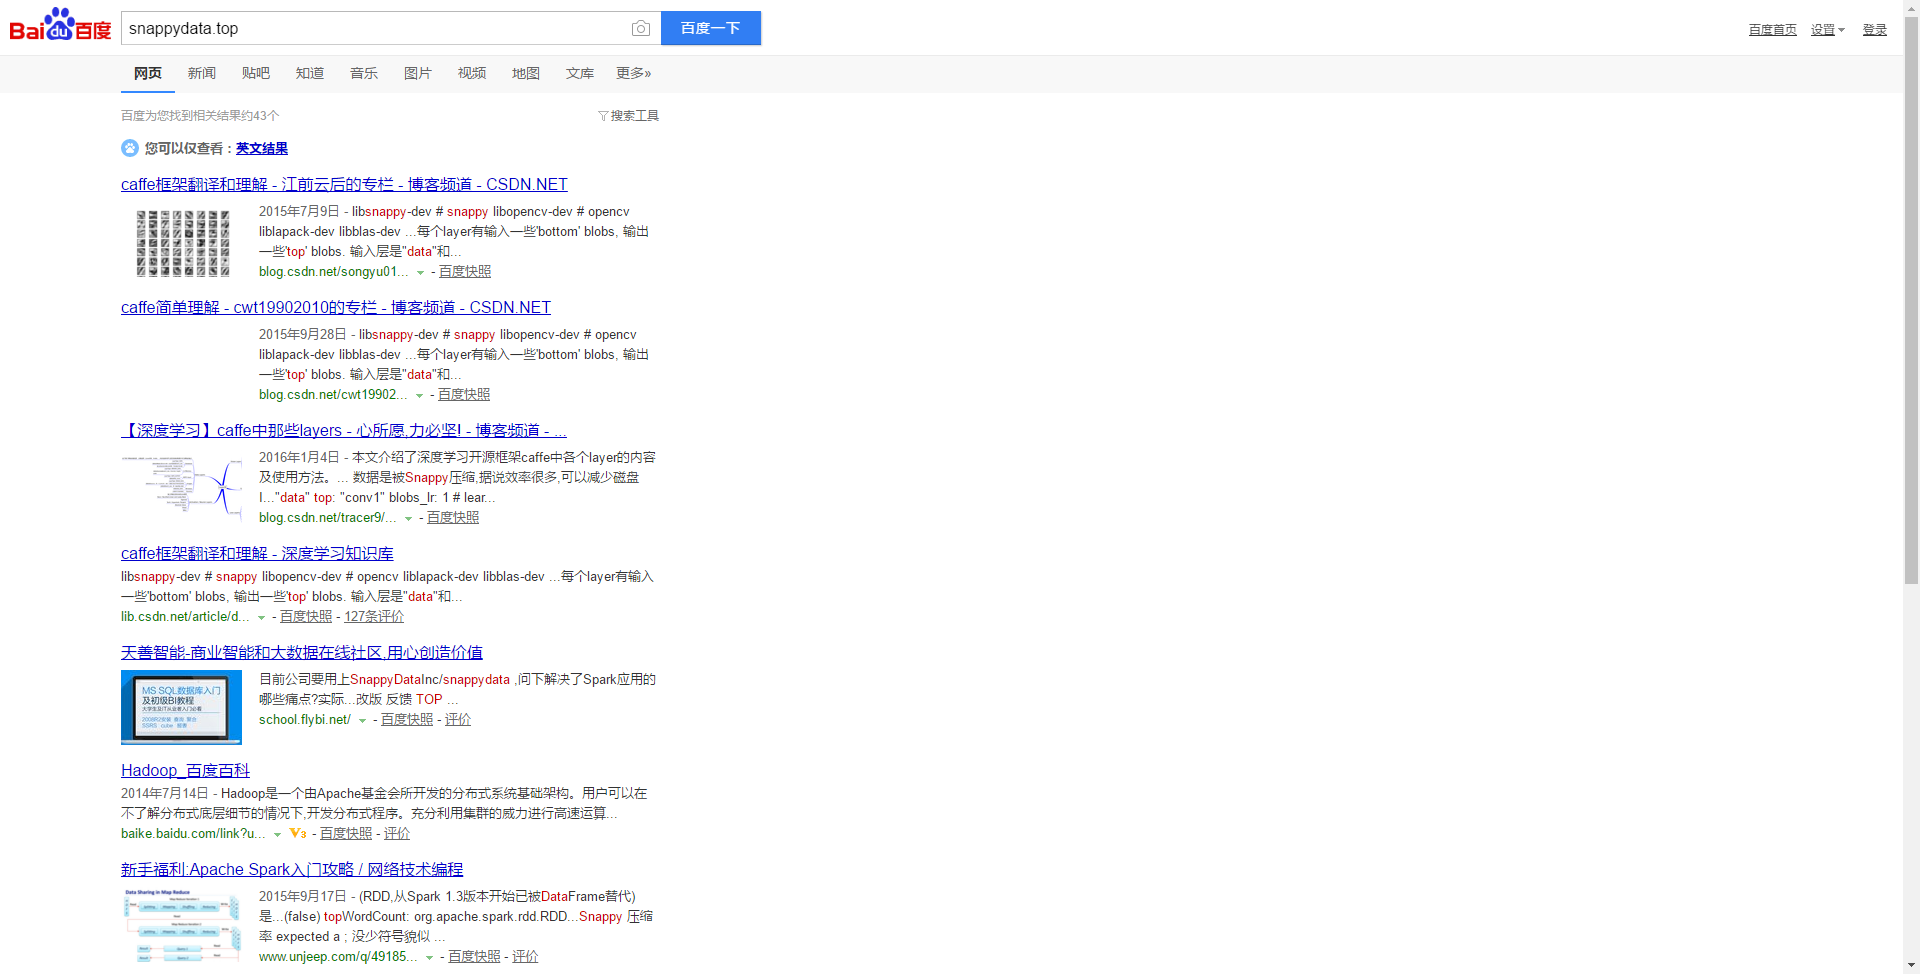 Bai du 百度
snappydata.top
百度一下
百度首页 设置 登录
网页 新闻 贴吧 知道 音乐 图片 视频 地图 文库 更多»
百度为您找到相关结果约43个
搜索工具
您可以仅查看：英文结果
caffe框架翻译和理解 - 江前云后的专栏 - 博客频道 - CSDN.NET
2015年7月9日 - libsnappy-dev # snappy libopencv-dev # opencv
liblapack-dev libblas-dev ...每个layer有输入一些'bottom' blobs, 输出
一些'top' blobs. 输入层是"data"和...
blog.csdn.net/songyu01... - 百度快照
caffe简单理解 - cwt19902010的专栏 - 博客频道 - CSDN.NET
2015年9月28日 - libsnappy-dev # snappy libopencv-dev # opencv
liblapack-dev libblas-dev ...每个layer有输入一些'bottom' blobs, 输出
一些'top' blobs. 输入层是"data"和...
blog.csdn.net/cwt19902... - 百度快照
【深度学习】caffe中那些layers - 心所愿,力必坚! - 博客频道 - ...
2016年1月4日 - 本文介绍了深度学习开源框架caffe中各个layer的内容
及使用方法。... 数据是被Snappy压缩,据说效率很多,可以减少磁盘
I..."data" top: "conv1" blobs_lr: 1 # lear...
blog.csdn.net/tracer9/... - 百度快照
caffe框架翻译和理解 - 深度学习知识库
libsnappy-dev # snappy libopencv-dev # opencv liblapack-dev libblas-dev ...每个layer有输入
一些'bottom' blobs, 输出一些'top' blobs. 输入层是"data"和...
lib.csdn.net/article/d... - 百度快照 - 127条评价
天善智能-商业智能和大数据在线社区,用心创造价值
MS SQL数据库入门
及初级BI教程
大学生及IT从业者入门必看
目前公司要用上SnappyDataInc/snappydata ,问下解决了Spark应用的
哪些痛点?实际...改版 反馈 TOP ...
school.flybi.net/ - 百度快照 - 评价
Hadoop_百度百科
2014年7月14日 - Hadoop是一个由Apache基金会所开发的分布式系统基础架构。用户可以在
不了解分布式底层细节的情况下,开发分布式程序。充分利用集群的威力进行高速运算...
baike.baidu.com/link?u... V3 - 百度快照 - 评价
新手福利:Apache Spark入门攻略 / 网络技术编程
Data Sharing in Map Reduce
2015年9月17日 - (RDD,从Spark 1.3版本开始已被DataFrame替代)
是...(false) topWordCount: org.apache.spark.rdd.RDD...Snappy 压缩
率 expected a ; 没少符号貌似 ...
www.unjeep.com/q/49185... - 百度快照 - 评价